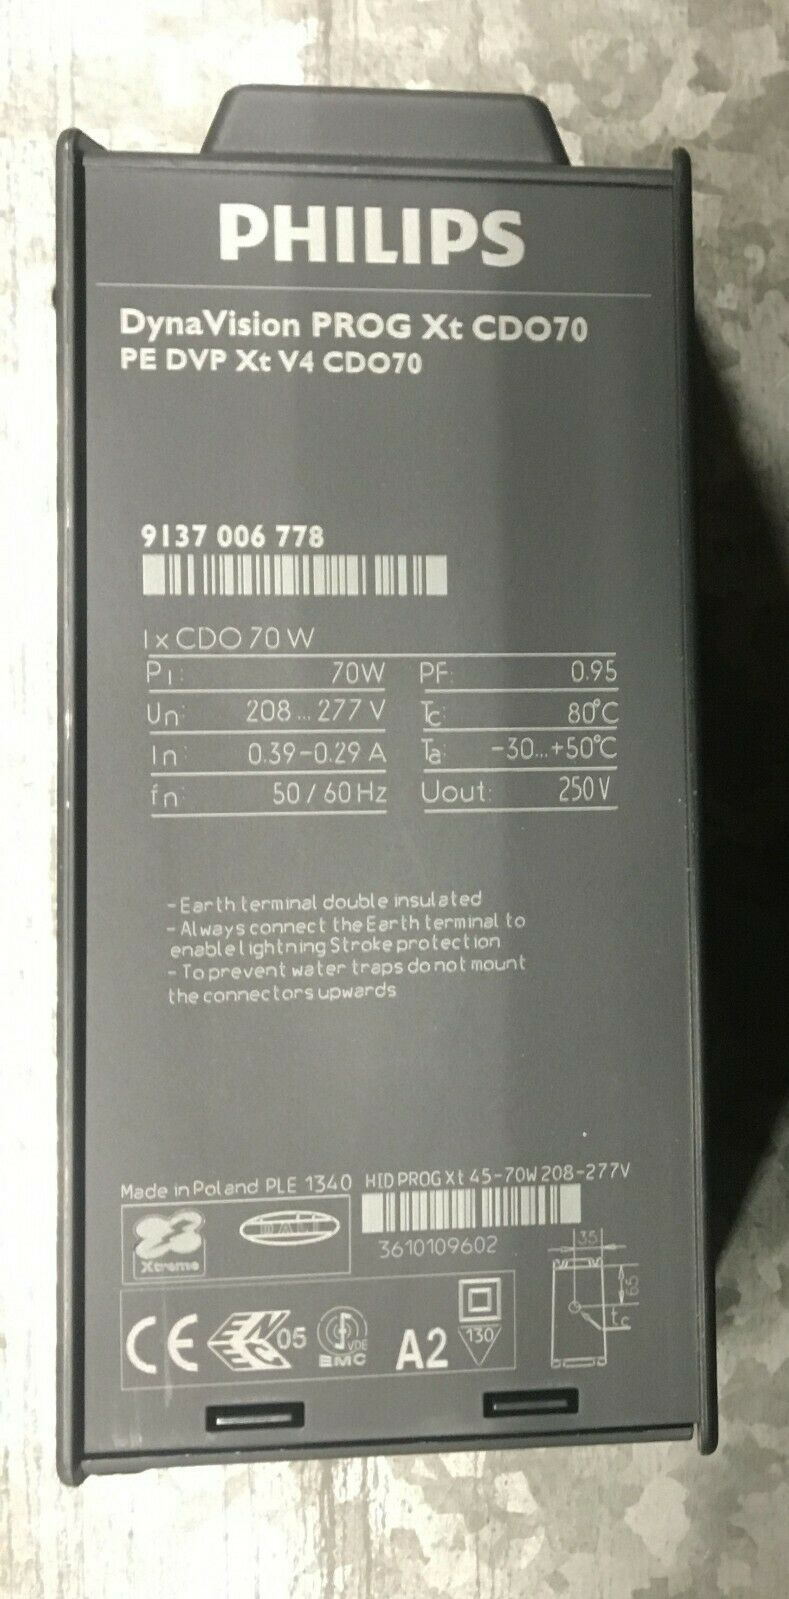 PHILIPS
DynaVision PROG Xt CDO70
PE DVP Xt V4 CDO70
9137 006 778
1 x CDO 70 W
P1: 70W PF: 0.95
Un: 208...277 V Tc: 80°C
In: 0.39-0.29 A Ta: -30...+50°C
fn: 50 / 60 Hz Uout: 250 V
- Earth terminal double insulated
- Always connect the Earth terminal to
enable lightning Stroke protection
- To prevent water traps do not mount
the connectors upwards
Made in Poland PLE 1340 HID PROG Xt 45-70W 208-277V
Xtreme DALI
3610109602
35
65
tc
CE ENEC 05 VDE EMC A2 130